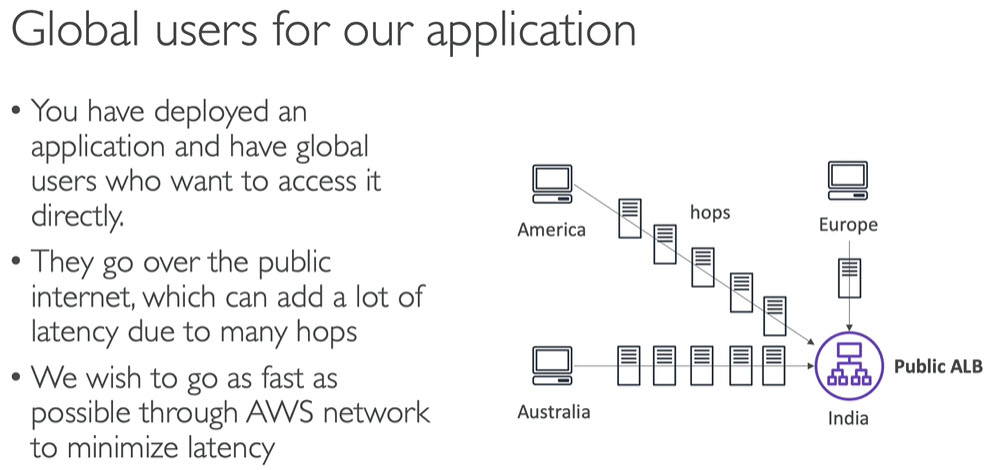 Global users for our application
• You have deployed an
application and have global
users who want to access it
directly.
• They go over the public
internet, which can add a lot of
latency due to many hops
• We wish to go as fast as
possible through AWS network
to minimize latency
America
hops
Europe
Australia
Public ALB
India